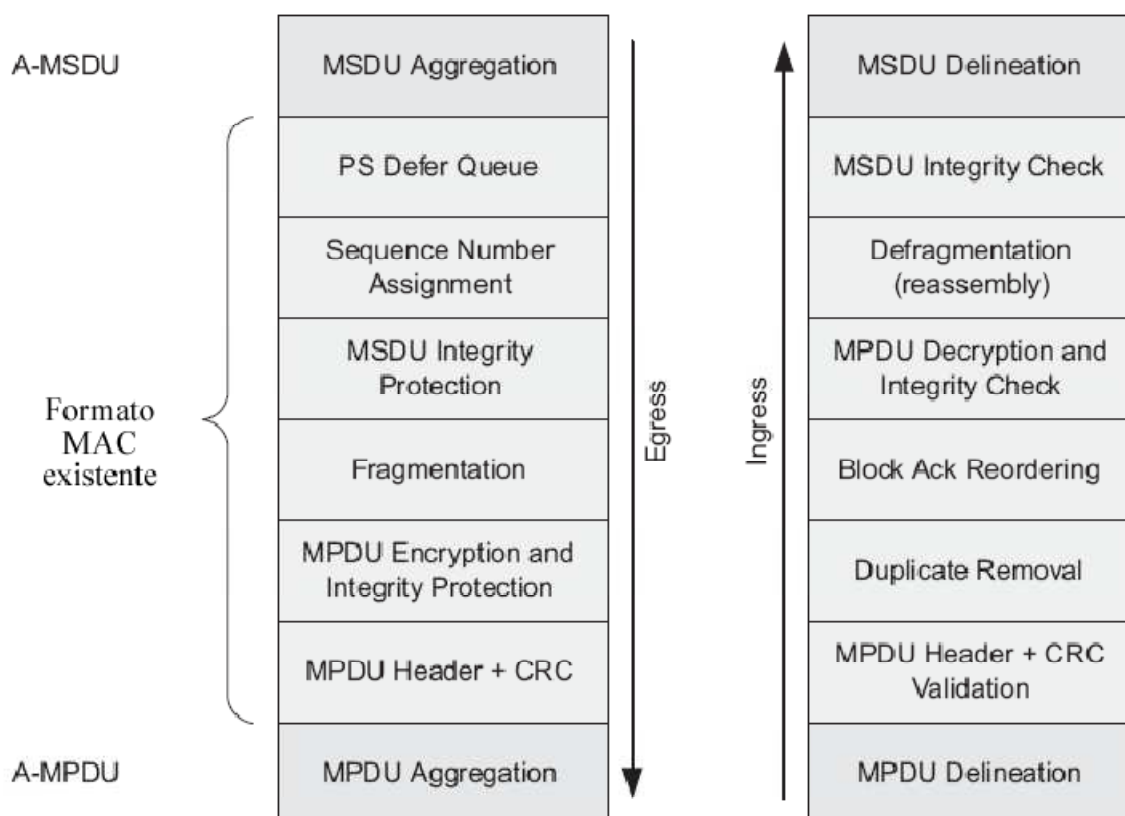 A-MSDU
MSDU Aggregation
PS Defer Queue
Sequence Number
Assignment
MSDU Integrity
Protection
Formato
MAC
existente
Fragmentation
MPDU Encryption and
Integrity Protection
MPDU Header + CRC
A-MPDU
MPDU Aggregation
Egress
Ingress
MSDU Delineation
MSDU Integrity Check
Defragmentation
(reassembly)
MPDU Decryption and
Integrity Check
Block Ack Reordering
Duplicate Removal
MPDU Header + CRC
Validation
MPDU Delineation